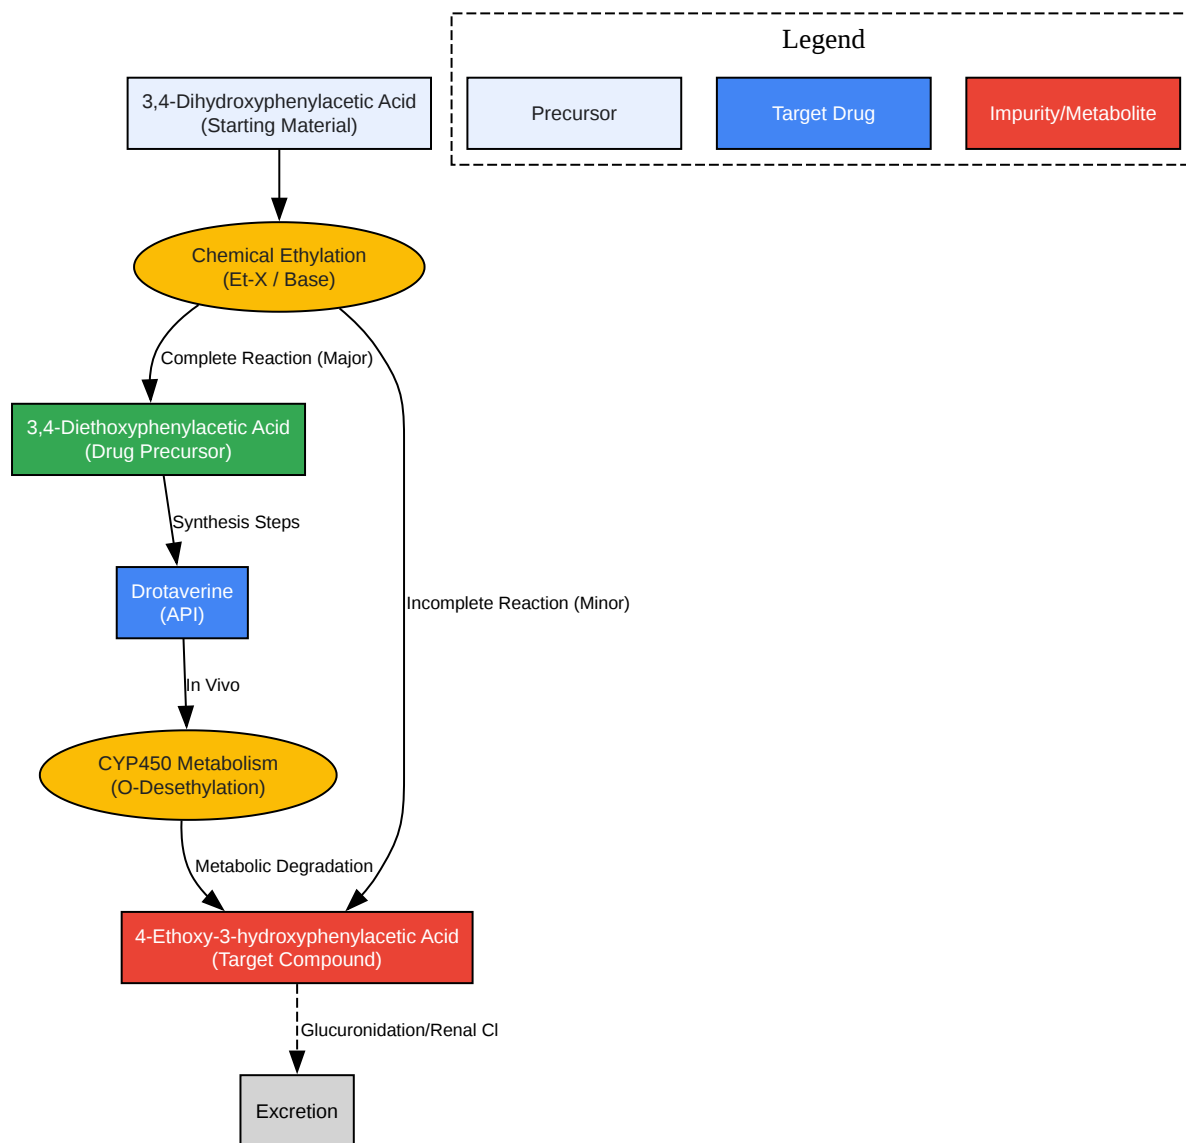 Legend
Precursor
Target Drug
Impurity/Metabolite
3,4-Dihydroxyphenylacetic Acid
(Starting Material)
Chemical Ethylation
(Et-X / Base)
Complete Reaction (Major)
3,4-Diethoxyphenylacetic Acid
(Drug Precursor)
Synthesis Steps
Drotaverine
(API)
Incomplete Reaction (Minor)
In Vivo
CYP450 Metabolism
(O-Desethylation)
Metabolic Degradation
4-Ethoxy-3-hydroxyphenylacetic Acid
(Target Compound)
Glucuronidation/Renal Cl
Excretion